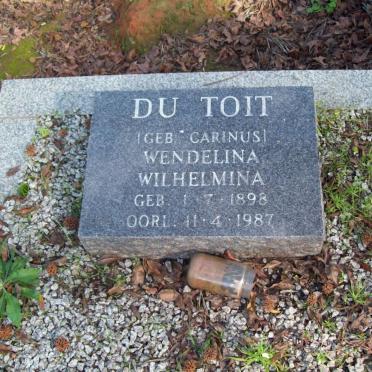 DU TOIT
(GEB. CARINUS)
WENDELINA
WILHELMINA
GEB. 1·7·1898
OORL. 11·4·1987